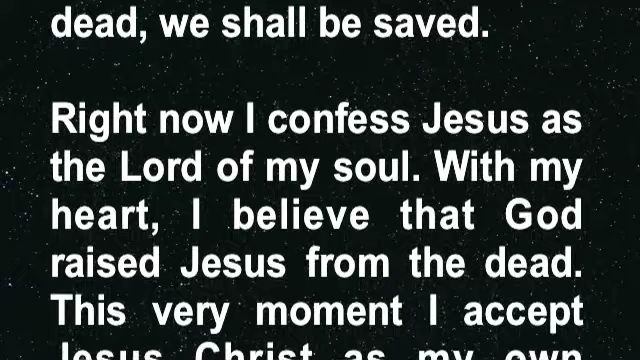 dead, we shall be saved.
Right now I confess Jesus as
the Lord of my soul. With my
heart, I believe that God
raised Jesus from the dead.
This very moment I accept
Jesus Christ as my own